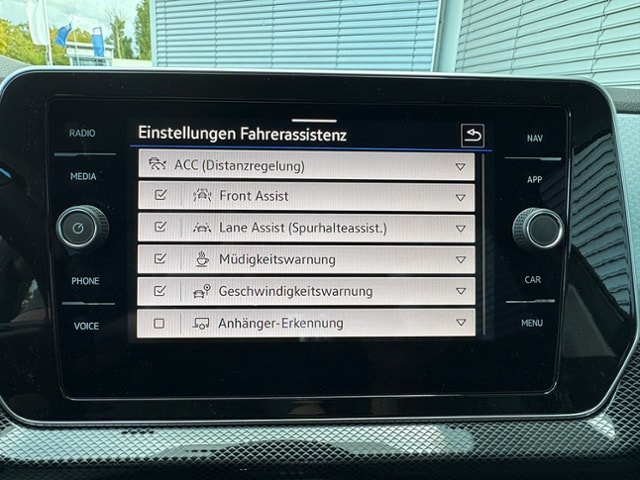 Einstellungen Fahrerassistenz
RADIO
MEDIA
PHONE
VOICE
ACC (Distanzregelung)
Front Assist
Lane Assist (Spurhalteassist.)
Müdigkeitswarnung
Geschwindigkeitswarnung
Anhänger-Erkennung
NAV
APP
CAR
MENU